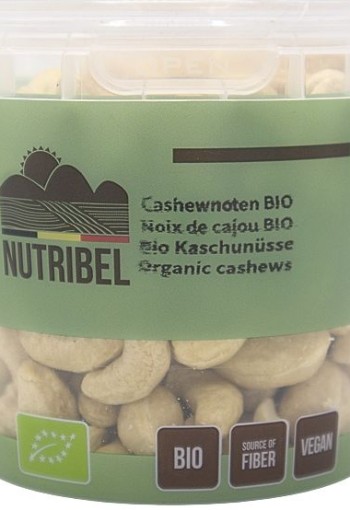 NUTRIBEL
Cashewnoten BIO
Noix de cajou BIO
Bio Kaschunüsse
Organic cashews
BIO
SOURCE OF
FIBER
VEGAN